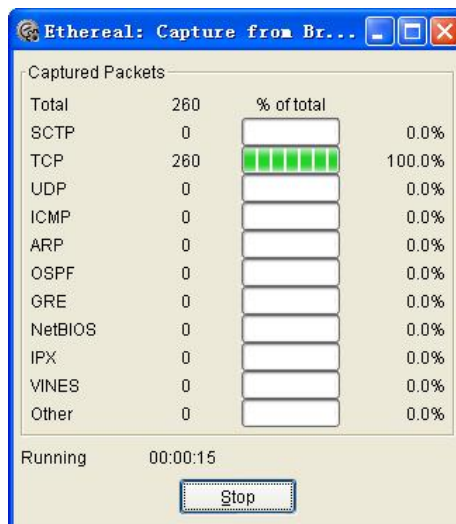 Ethereal: Capture from Br...
Captured Packets
Total 260 % of total
SCTP 0 0.0%
TCP 260 100.0%
UDP 0 0.0%
ICMP 0 0.0%
ARP 0 0.0%
OSPF 0 0.0%
GRE 0 0.0%
NetBIOS 0 0.0%
IPX 0 0.0%
VINES 0 0.0%
Other 0 0.0%
Running 00:00:15
Stop